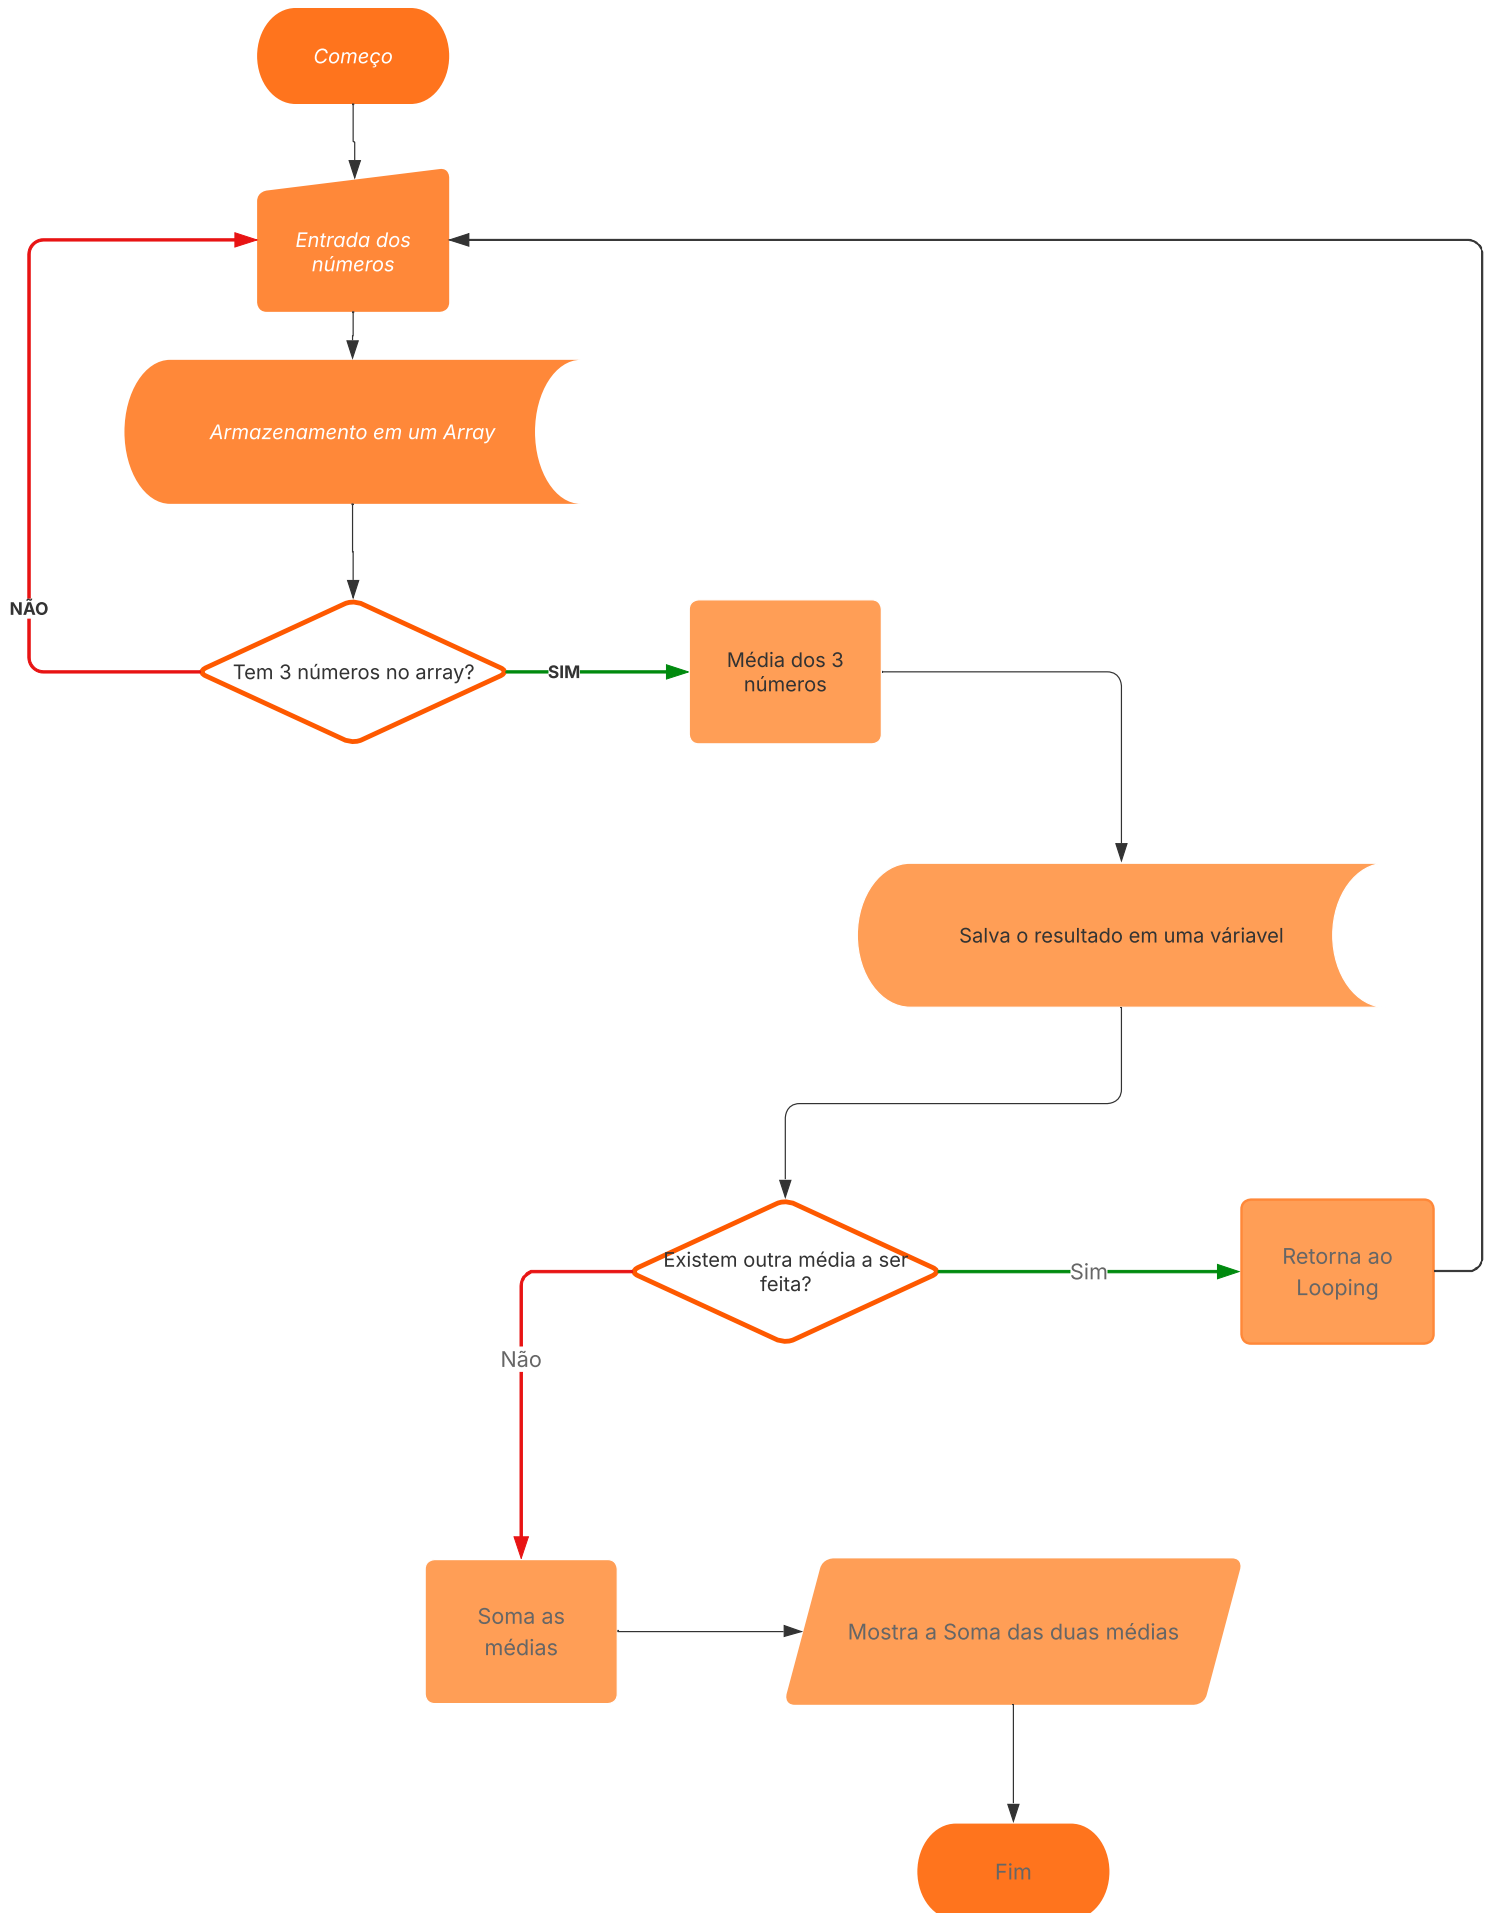 Começo
Entrada dos
números
Armazenamento em um Array
NÃO
Tem 3 números no array?
SIM
Média dos 3
números
Salva o resultado em uma váriavel
Existem outra média a ser
feita?
Sim
Retorna ao
Looping
Não
Soma as
médias
Mostra a Soma das duas médias
Fim